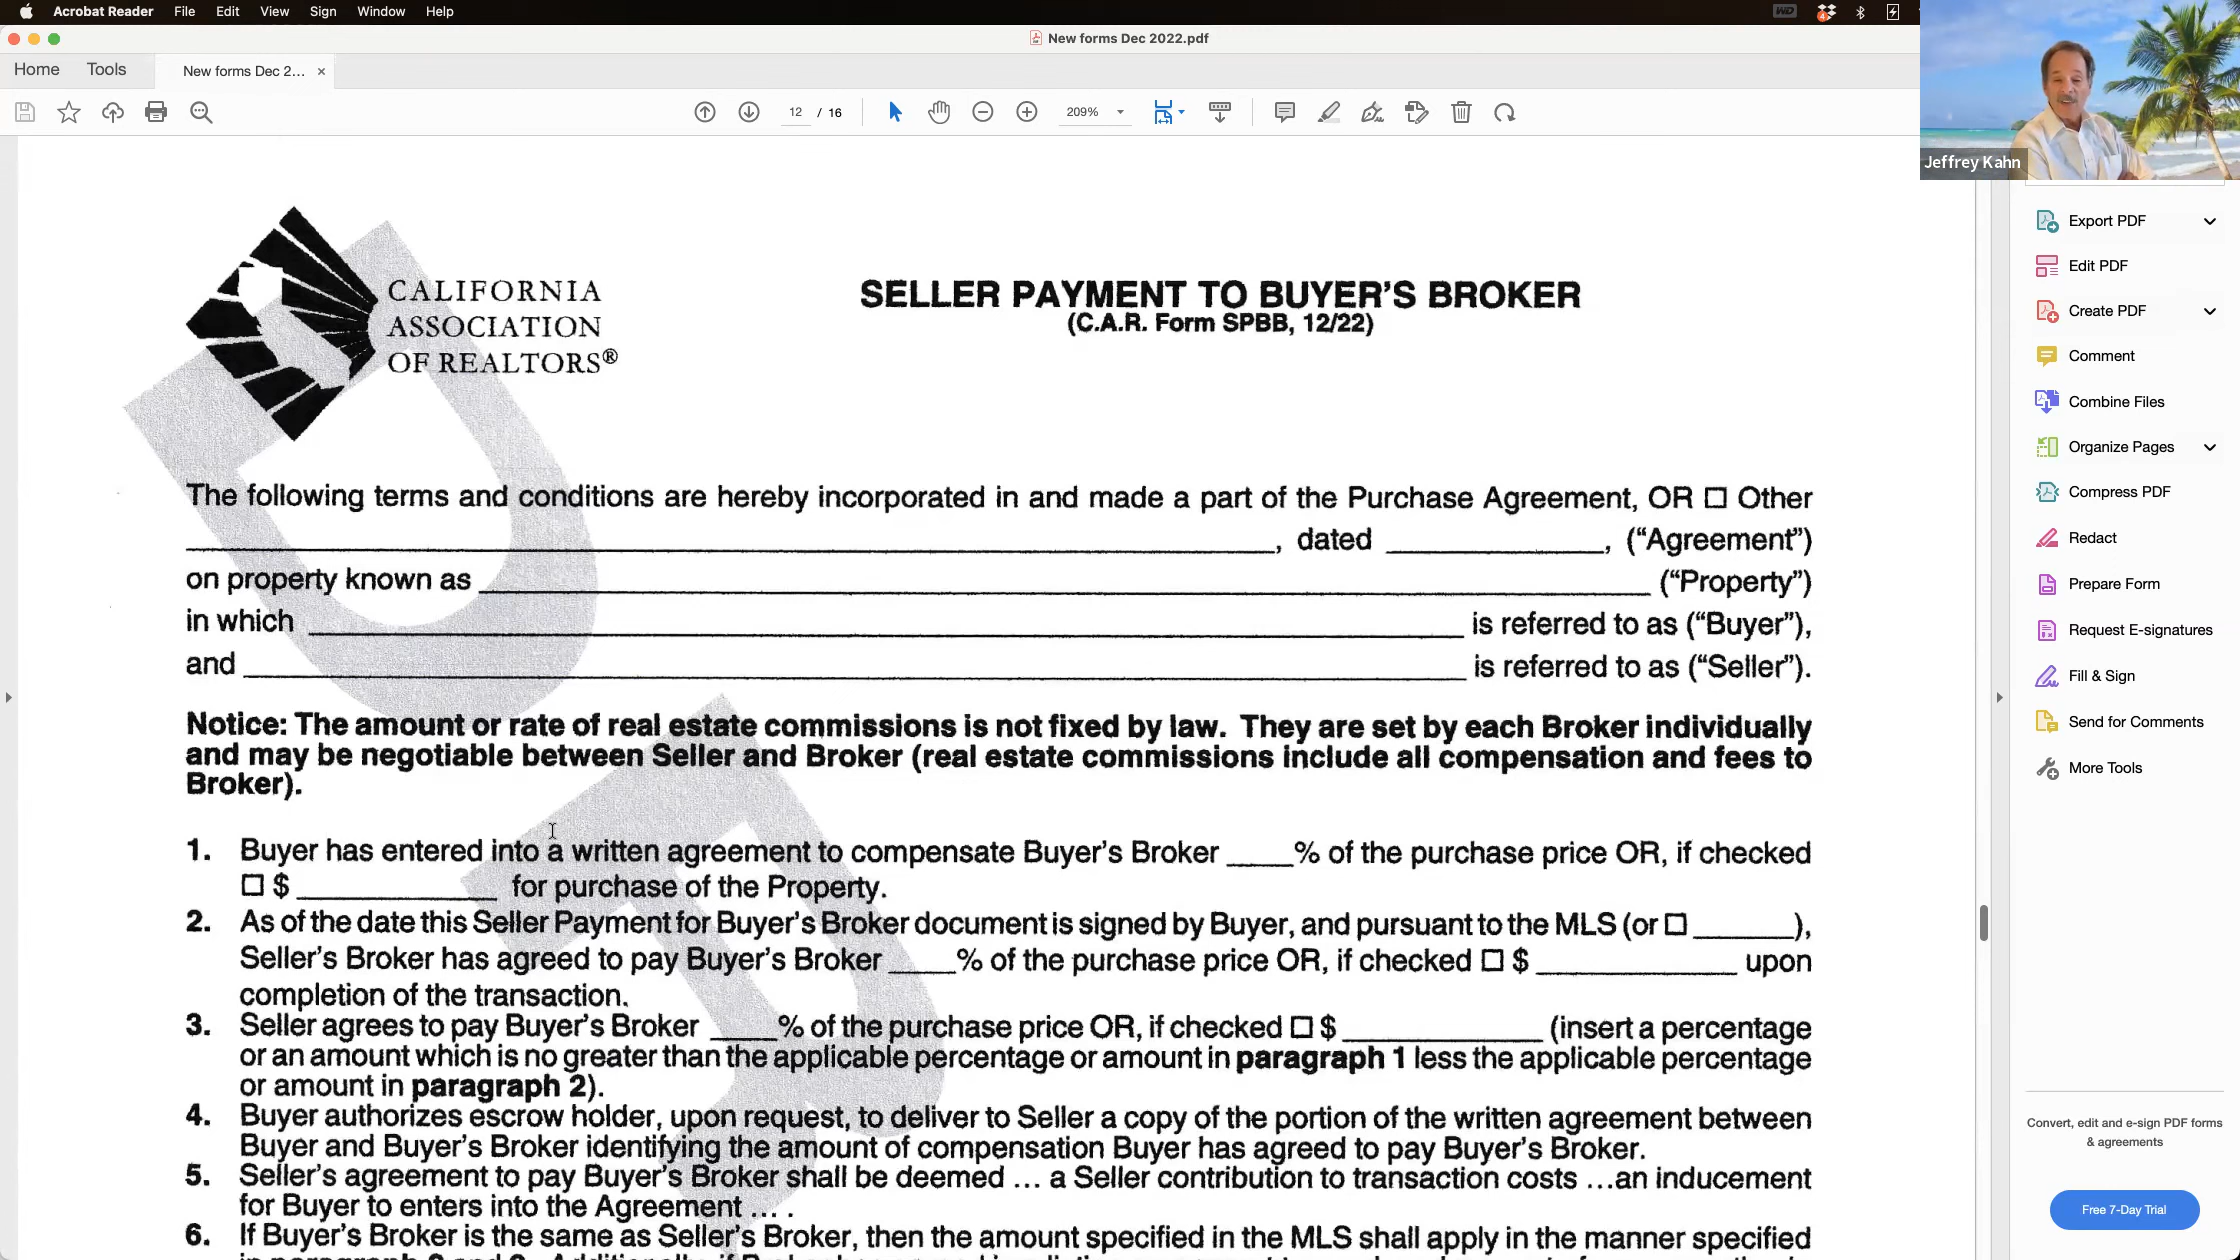 Acrobat Reader File Edit View Sign Window Help
New forms Dec 2022.pdf
Home Tools New forms Dec 2... ×
12 / 16 209%
Jeffrey Kahn
CALIFORNIA
ASSOCIATION
OF REALTORS®
SELLER PAYMENT TO BUYER'S BROKER
(C.A.R. Form SPBB, 12/22)
The following terms and conditions are hereby incorporated in and made a part of the Purchase Agreement, OR ☐ Other
____________, dated ____________, (“Agreement”)
on property known as ____________ (“Property”)
in which ____________ is referred to as (“Buyer”),
and ____________ is referred to as (“Seller”).
Notice: The amount or rate of real estate commissions is not fixed by law. They are set by each Broker individually
and may be negotiable between Seller and Broker (real estate commissions include all compensation and fees to
Broker).
1. Buyer has entered into a written agreement to compensate Buyer's Broker ____% of the purchase price OR, if checked
☐ $ ____________ for purchase of the Property.
2. As of the date this Seller Payment for Buyer's Broker document is signed by Buyer, and pursuant to the MLS (or ☐ ______),
Seller's Broker has agreed to pay Buyer's Broker ____% of the purchase price OR, if checked ☐ $ ____________ upon
completion of the transaction.
3. Seller agrees to pay Buyer's Broker ____% of the purchase price OR, if checked ☐ $ ____________ (insert a percentage
or an amount which is no greater than the applicable percentage or amount in paragraph 1 less the applicable percentage
or amount in paragraph 2).
4. Buyer authorizes escrow holder, upon request, to deliver to Seller a copy of the portion of the written agreement between
Buyer and Buyer's Broker identifying the amount of compensation Buyer has agreed to pay Buyer's Broker.
5. Seller's agreement to pay Buyer's Broker shall be deemed ... a Seller contribution to transaction costs ...an inducement
for Buyer to enters into the Agreement ... .
6. If Buyer's Broker is the same as Seller's Broker, then the amount specified in the MLS shall apply in the manner specified
Export PDF
Edit PDF
Create PDF
Comment
Combine Files
Organize Pages
Compress PDF
Redact
Prepare Form
Request E-signatures
Fill & Sign
Send for Comments
More Tools
Convert, edit and e-sign PDF forms
& agreements
Free 7-Day Trial